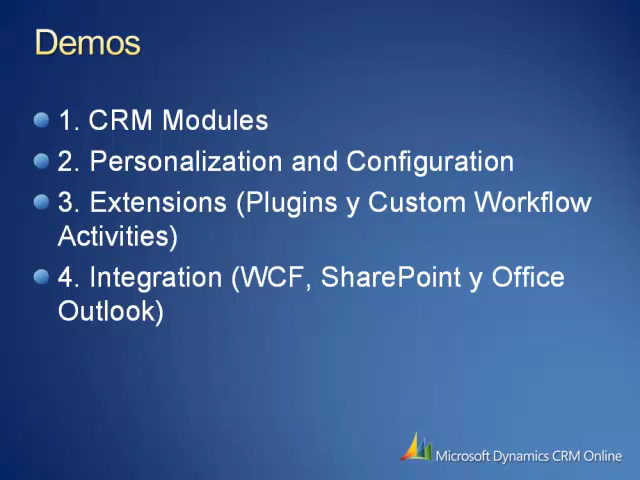 Demos
1. CRM Modules
2. Personalization and Configuration
3. Extensions (Plugins y Custom Workflow
Activities)
4. Integration (WCF, SharePoint y Office
Outlook)
Microsoft Dynamics CRM Online